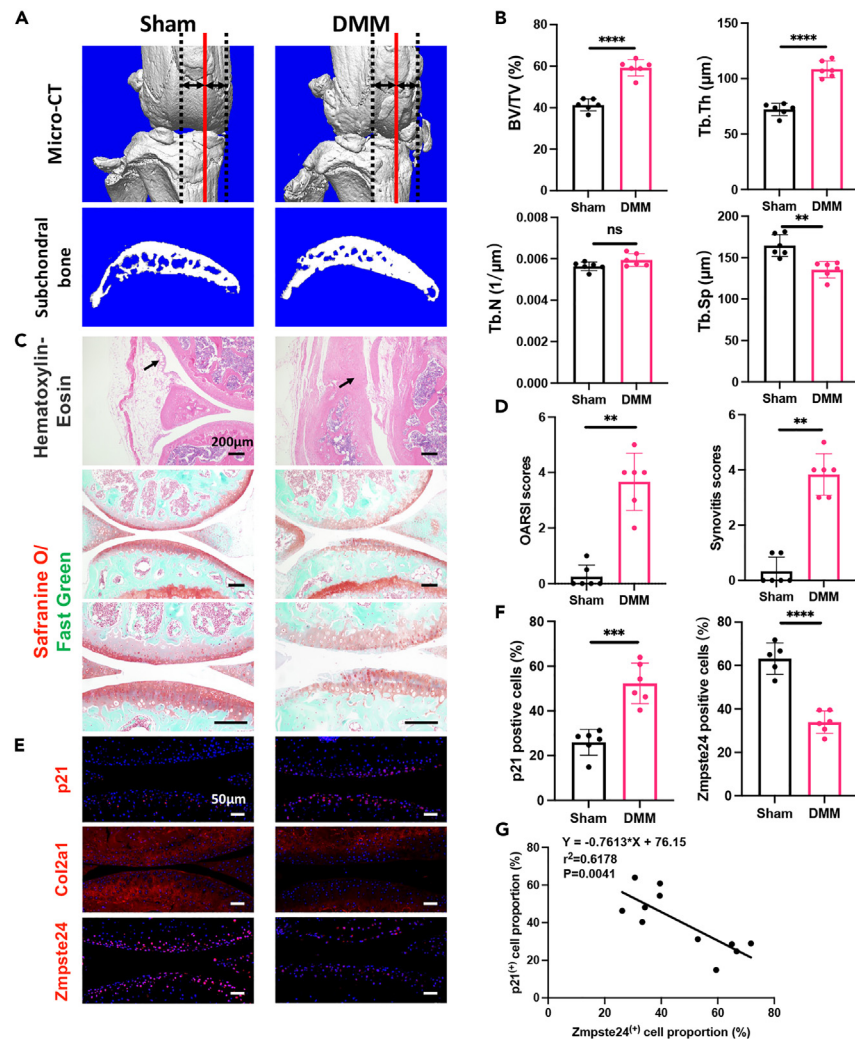 A
Sham
DMM
Micro-CT
Subchondral
bone
B
BV/TV (%)
80
60
40
20
0
****
Sham
DMM
Tb.Th (μm)
150
100
50
0
****
Sham
DMM
Tb.N (1/μm)
0.008
0.006
0.004
0.002
0.000
ns
Sham
DMM
Tb.Sp (μm)
200
150
100
50
0
**
Sham
DMM
C
Hematoxylin-
Eosin
200μm
Safranine O/
Fast Green
D
OARSI scores
6
4
2
0
**
Sham
DMM
Synovitis scores
6
4
2
0
**
Sham
DMM
E
p21
50μm
Col2a1
Zmpste24
F
p21 postive cells (%)
80
60
40
20
0
***
Sham
DMM
Zmpste24 positive cells (%)
80
60
40
20
0
****
Sham
DMM
G
Y = -0.7613*X + 76.15
r²=0.6178
P=0.0041
p21(+) cell proportion (%)
80
60
40
20
0
0
20
40
60
80
Zmpste24(+) cell proportion (%)